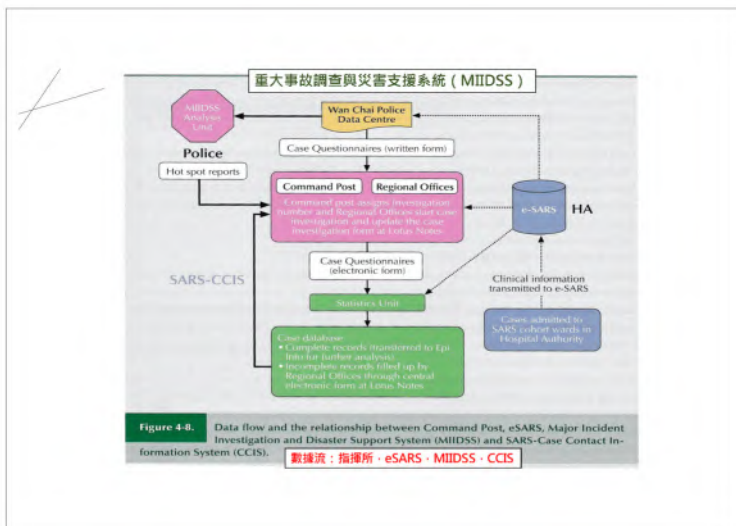 重大事故調查與災害支援系統（MIIDSS）
MIIDSS
Analysis
Unit
Wan Chai Police
Data Centre
Police
Case Questionnaires (written form)
Hot spot reports
Command Post
Regional Offices
Command post assigns investigation
number and Regional Offices start case
investigation and update the case
investigation form at Lotus Notes
e-SARS
HA
Case Questionnaires
(electronic form)
SARS-CCIS
Clinical information
transmitted to e-SARS
Statistics Unit
Cases admitted to
SARS cohort wards in
Hospital Authority
Case database:
• Complete records (transferred to Epi
Info for further analysis)
• Incomplete records filled up by
Regional Offices through central
electronic form at Lotus Notes
Figure 4-8. Data flow and the relationship between Command Post, eSARS, Major Incident
Investigation and Disaster Support System (MIIDSS) and SARS-Case Contact In-
formation System (CCIS).
數據流：指揮所、eSARS、MIIDSS、CCIS